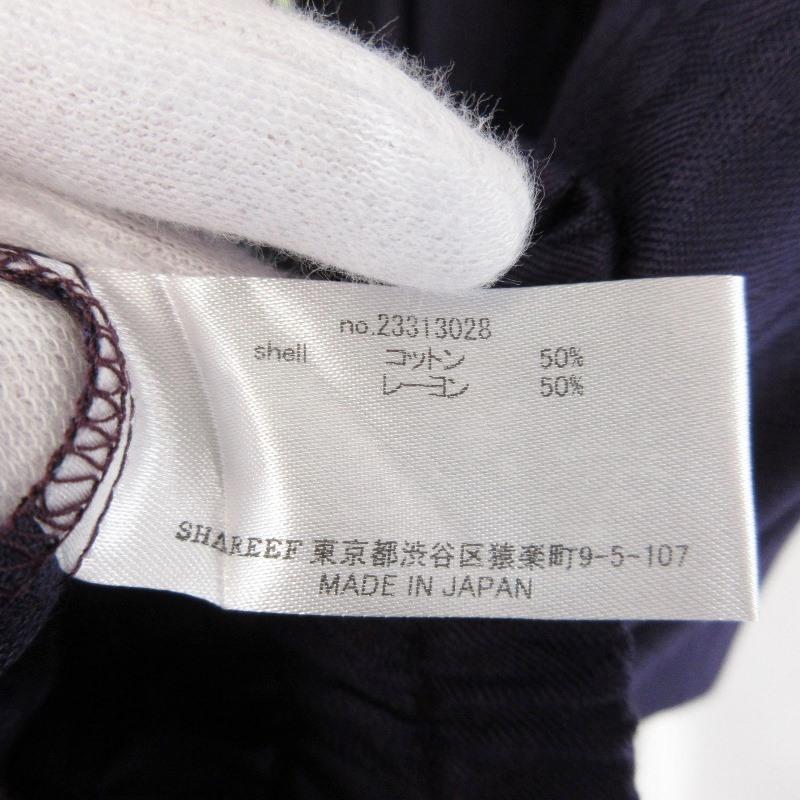 no.23313028
shell コットン 50%
レーヨン 50%
SHAREEF 東京都渋谷区猿楽町9-5-107
MADE IN JAPAN